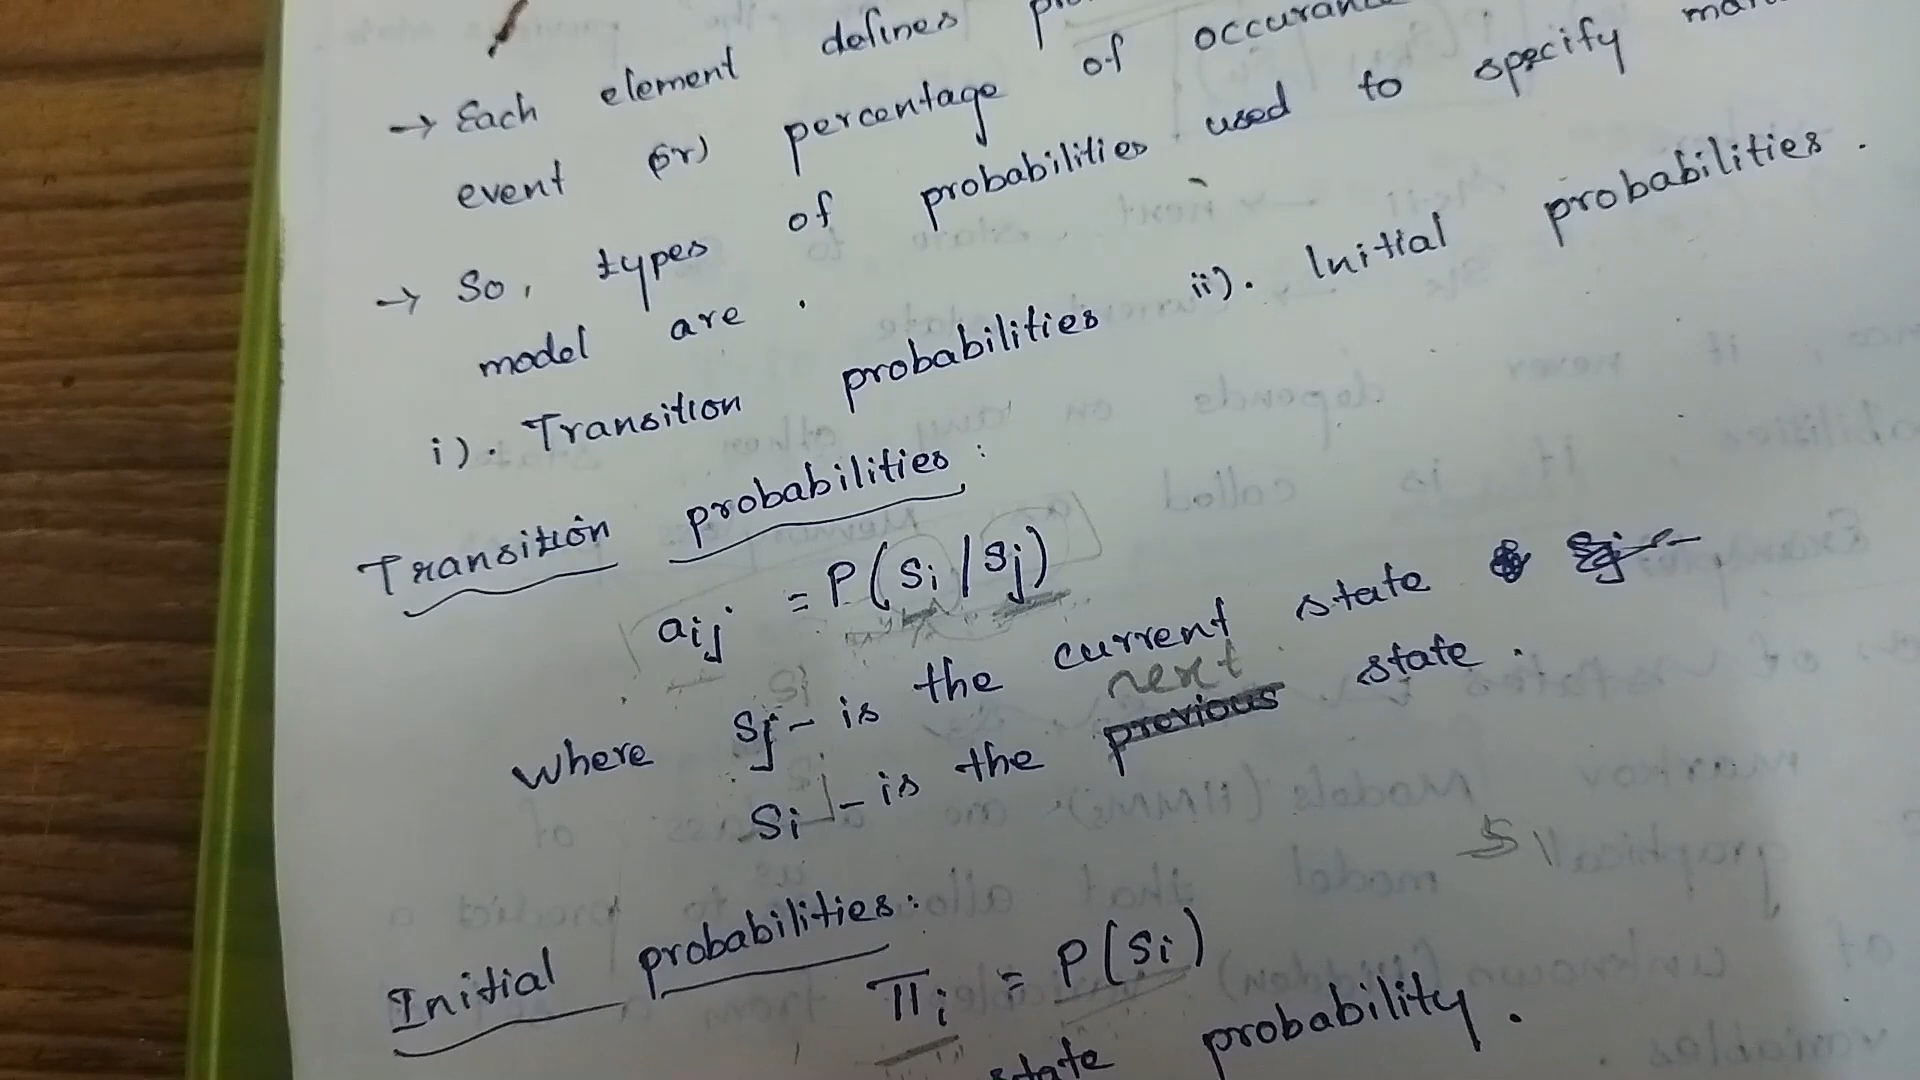 → Each element defines
event (or) percentage of
→ So, types of probabilities used to specify
model are.
i). Transition probabilities ii). Initial probabilities.
Transition probabilities:
aij = P(Si/Sj)
where Sj - is the current state
next
Si - is the previous state.
Initial probabilities:
πi = P(Si)
state probability.